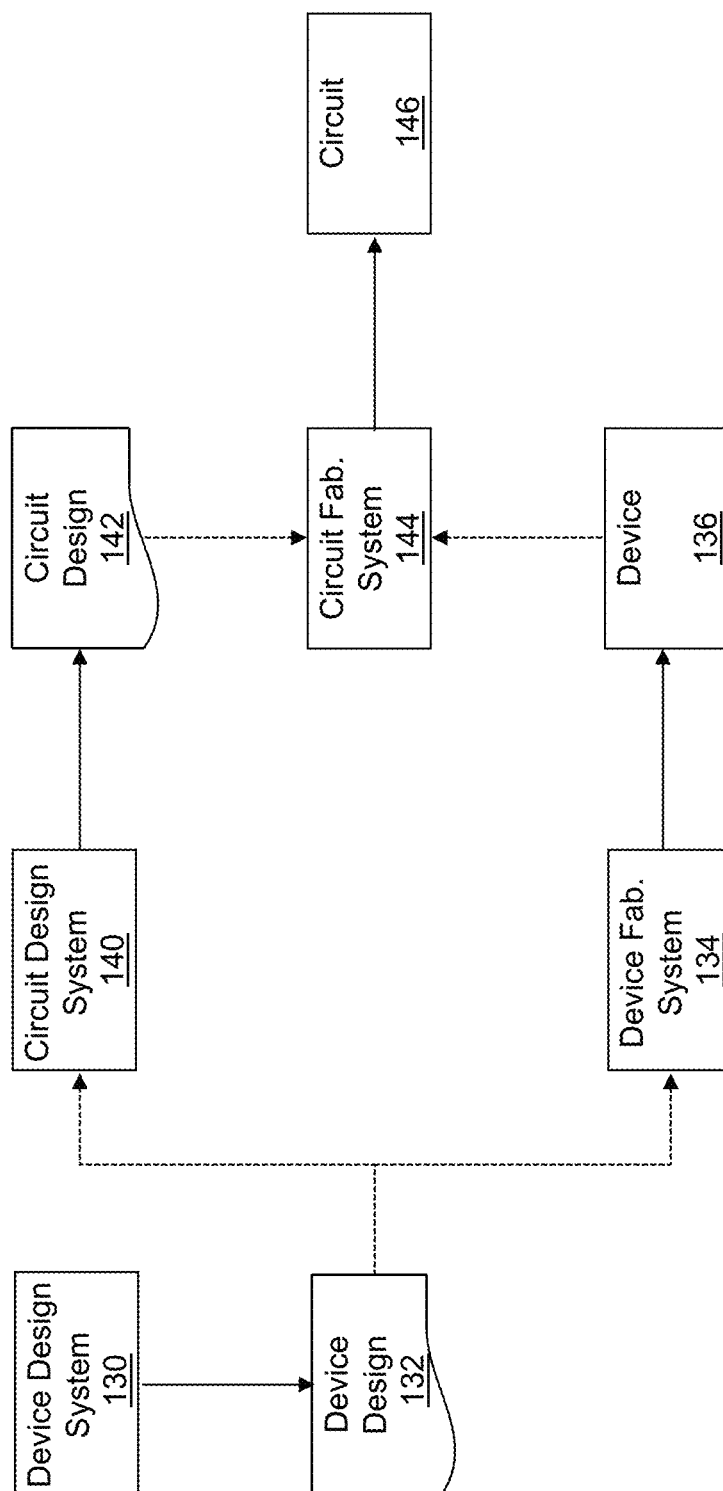 Device Design
System
130
Device
Design
132
Circuit Design
System
140
Device Fab.
System
134
Circuit
Design
142
Circuit Fab.
System
144
Device
136
Circuit
146